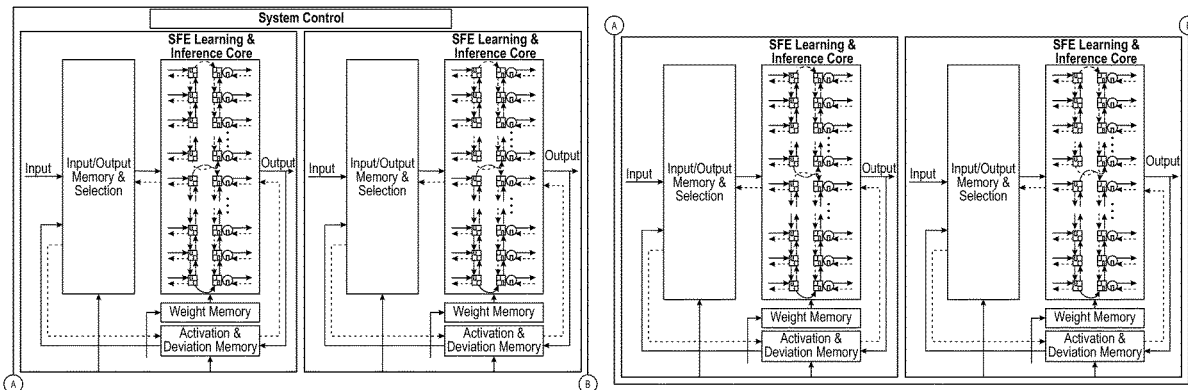 System Control
SFE Learning &
Inference Core
Input
Input/Output
Memory &
Selection
Output
Weight Memory
Activation &
Deviation Memory
SFE Learning &
Inference Core
Input
Input/Output
Memory &
Selection
Output
Weight Memory
Activation &
Deviation Memory
A
B
A
SFE Learning &
Inference Core
Input
Input/Output
Memory &
Selection
Output
Weight Memory
Activation &
Deviation Memory
SFE Learning &
Inference Core
Input
Input/Output
Memory &
Selection
Output
Weight Memory
Activation &
Deviation Memory